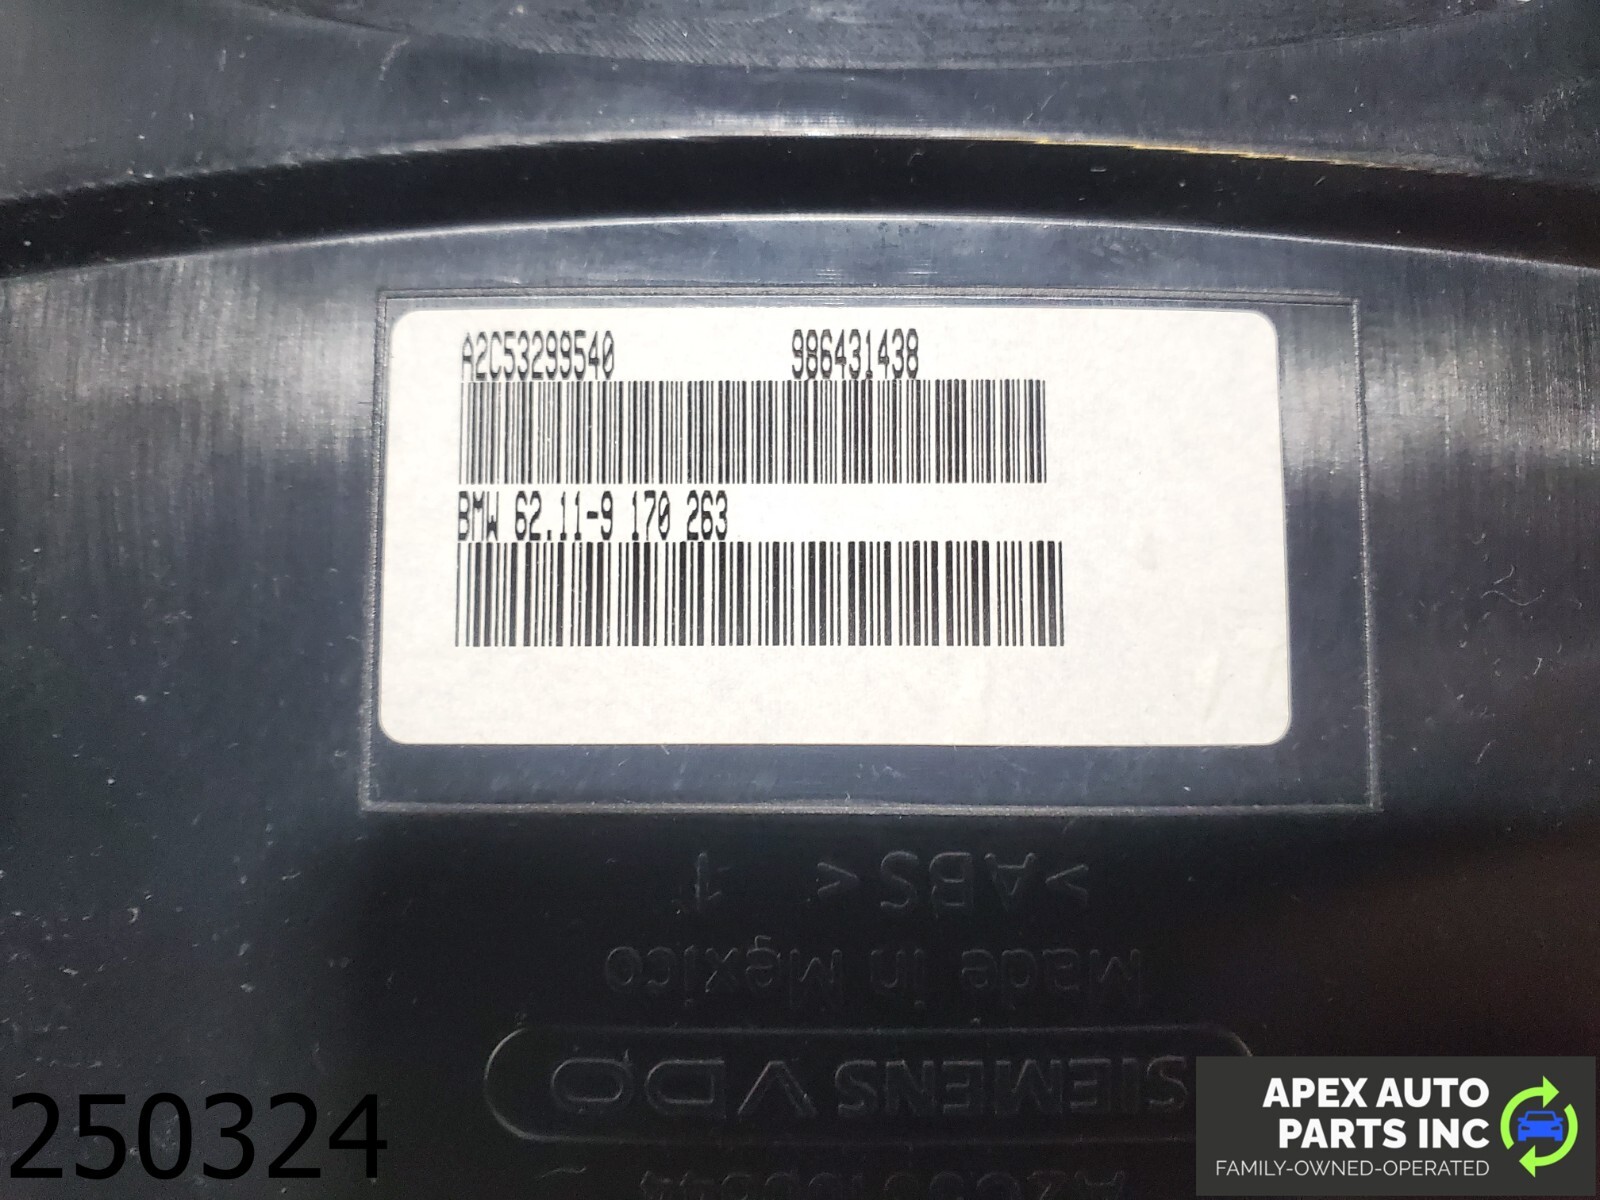 A2C53299540 986431438
BMW 62.11-9 170 263
>ABS< 1
Made in Mexico
SIEMENS VDO
250324
APEX AUTO
PARTS INC
FAMILY-OWNED-OPERATED